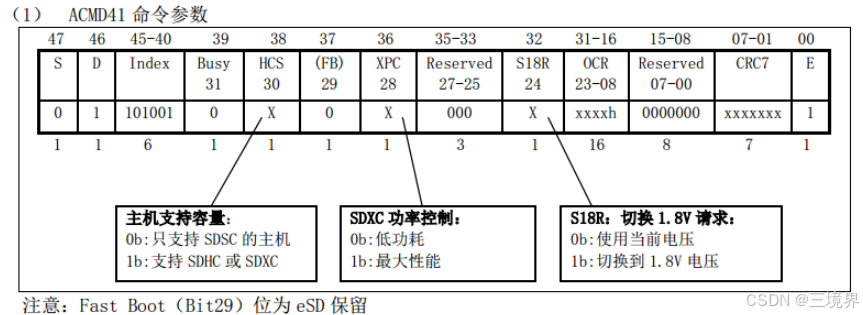 (1) ACMD41 命令参数
47 46 45-40 39 38 37 36 35-33 32 31-16 15-08 07-01 00
S D Index Busy HCS (FB) XPC Reserved S18R OCR Reserved CRC7 E
31 30 29 28 27-25 24 23-08 07-00
0 1 101001 0 X 0 X 000 X xxxxh 0000000 xxxxxxx 1
1 1 6 1 1 1 1 3 1 16 8 7 1
主机支持容量:
0b:只支持 SDSC 的主机
1b:支持 SDHC 或 SDXC
SDXC 功率控制:
0b:低功耗
1b:最大性能
S18R: 切换 1.8V 请求:
0b:使用当前电压
1b:切换到 1.8V 电压
注意: Fast Boot (Bit29) 位为 eSD 保留
CSDN @三境界